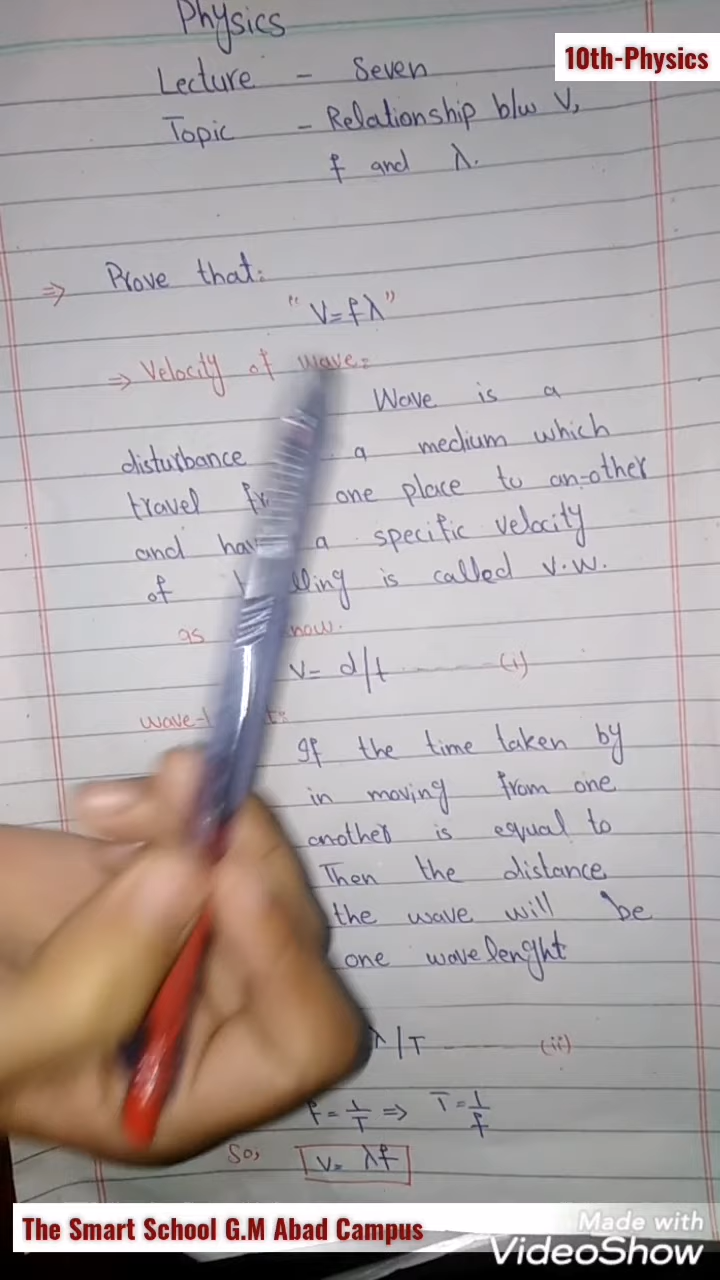 Physics
10th-Physics
Lecture - Seven
Topic - Relationship b/w V,
f and λ.
⇒ Prove that:
"V=fλ"
⇒ Velocity of wave:
Wave is a
disturbance a medium which
travel one place to an-other
and a specific velocity
of is called v.w.
as
V= d/t ------- (i)
If the time taken by
in moving from one
another is equal to
Then the distance
the wave will be
one wavelenght
λ/T ------- (ii)
f=1/T ⇒ T=1/f
So, V= λf
The Smart School G.M Abad Campus
Made with
VideoShow